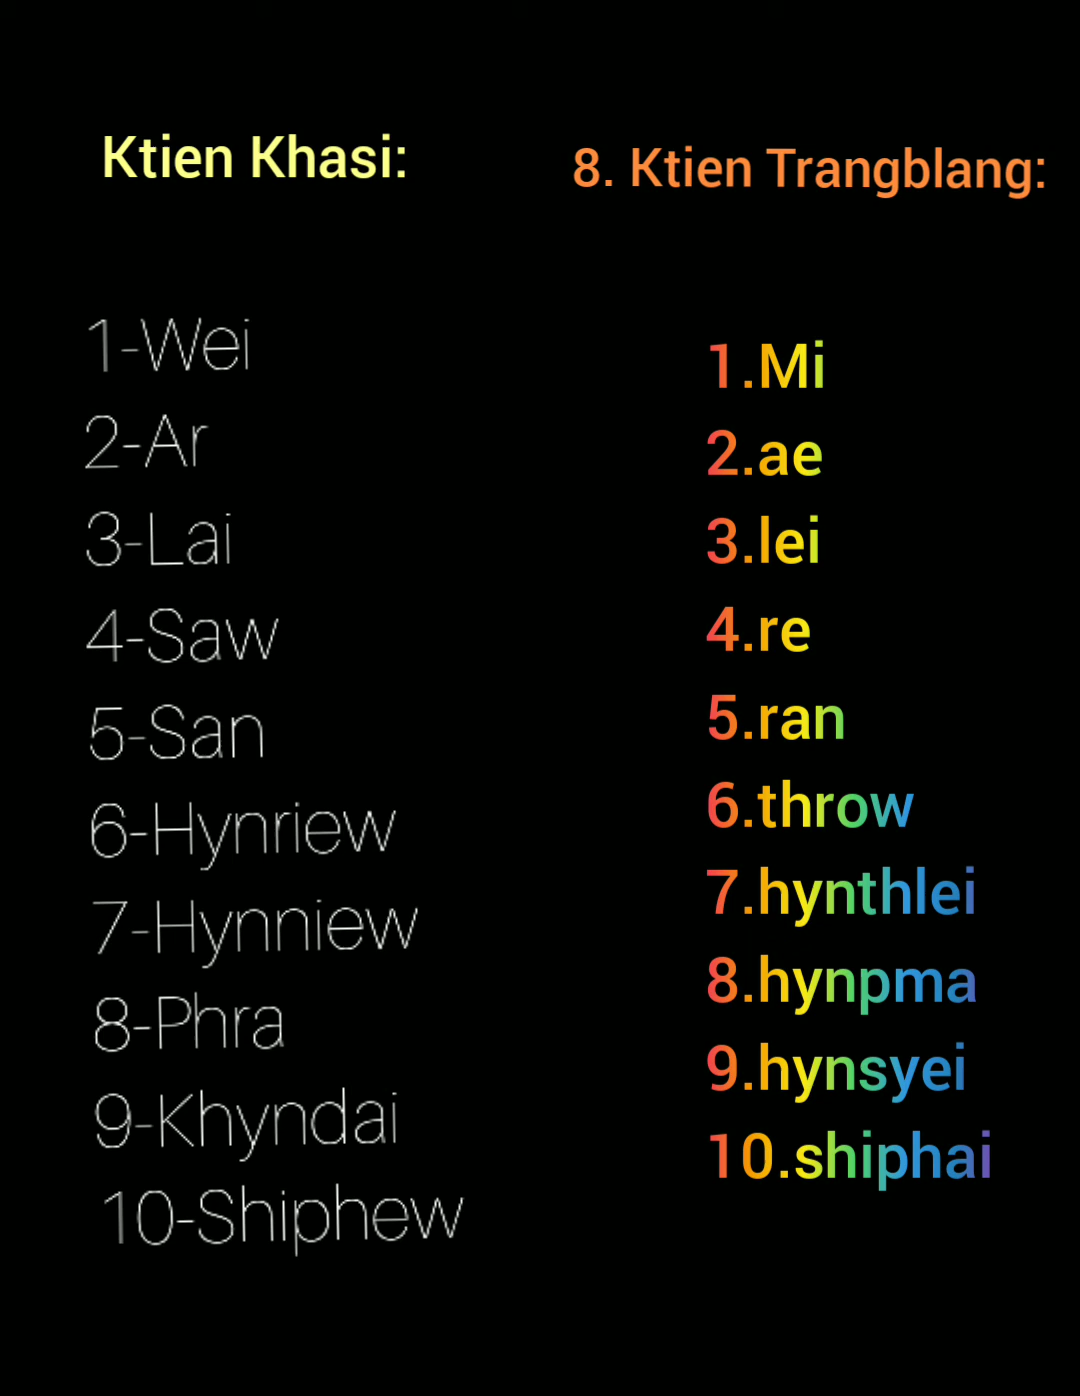 Ktien Khasi:
1-Wei
2-Ar
3-Lai
4-Saw
5-San
6-Hynriew
7-Hynniew
8-Phra
9-Khyndai
10-Shiphew
8. Ktien Trangblang:
1.Mi
2.ae
3.lei
4.re
5.ran
6.throw
7.hynthlei
8.hynpma
9.hynsyei
10.shiphai